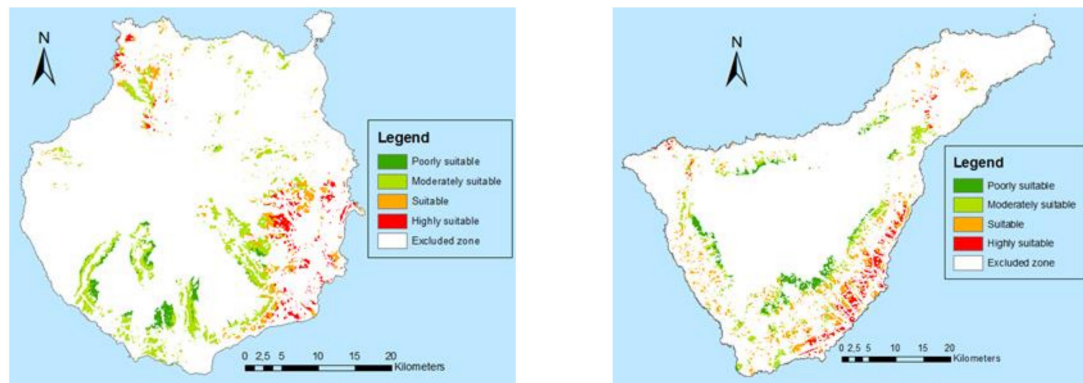 N
Legend
Poorly suitable
Moderately suitable
Suitable
Highly suitable
Excluded zone
0 2,5 5 10 15 20
Kilometers
N
Legend
Poorly suitable
Moderately suitable
Suitable
Highly suitable
Excluded zone
0 2,5 5 10 15 20
Kilometers